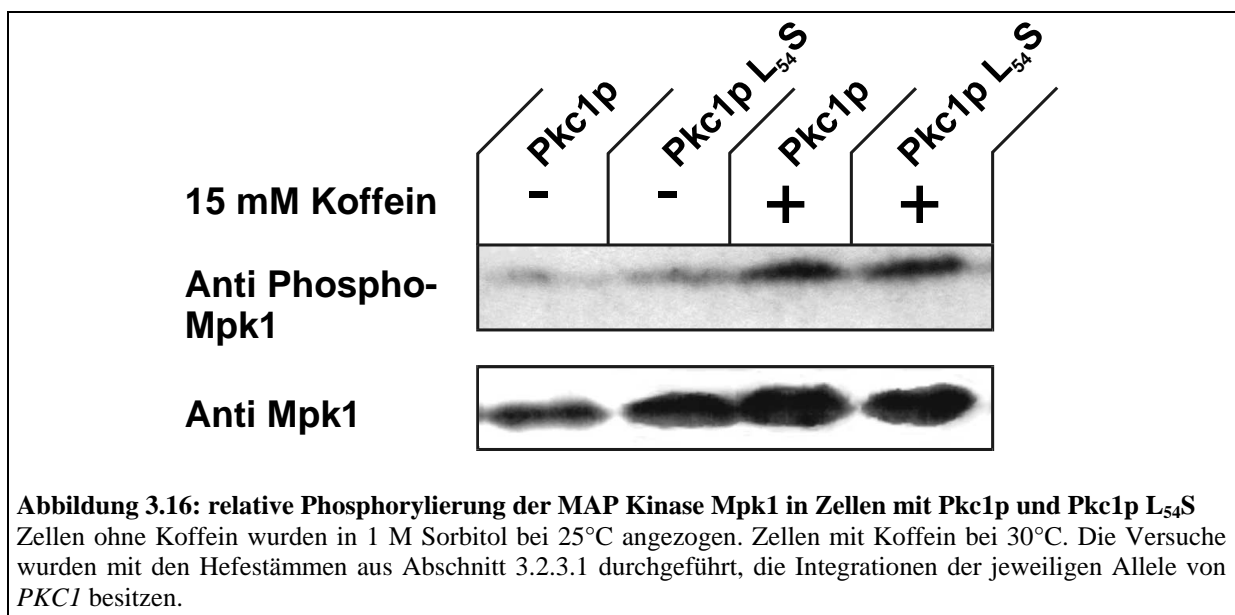 Pkc1p
Pkc1p L₅₄S
Pkc1p
Pkc1p L₅₄S
15 mM Koffein - - + +
Anti Phospho-
Mpk1
Anti Mpk1
Abbildung 3.16: relative Phosphorylierung der MAP Kinase Mpk1 in Zellen mit Pkc1p und Pkc1p L₅₄S
Zellen ohne Koffein wurden in 1 M Sorbitol bei 25°C angezogen. Zellen mit Koffein bei 30°C. Die Versuche
wurden mit den Hefestämmen aus Abschnitt 3.2.3.1 durchgeführt, die Integrationen der jeweiligen Allele von
PKC1 besitzen.